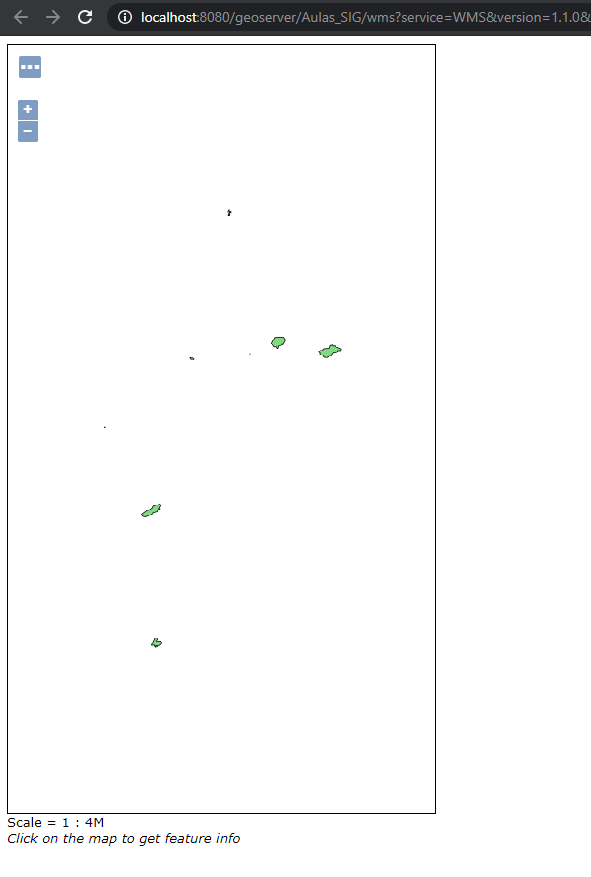 localhost:8080/geoserver/Aulas_SIG/wms?service=WMS&version=1.1.0&
+
−
Scale = 1 : 4M
Click on the map to get feature info